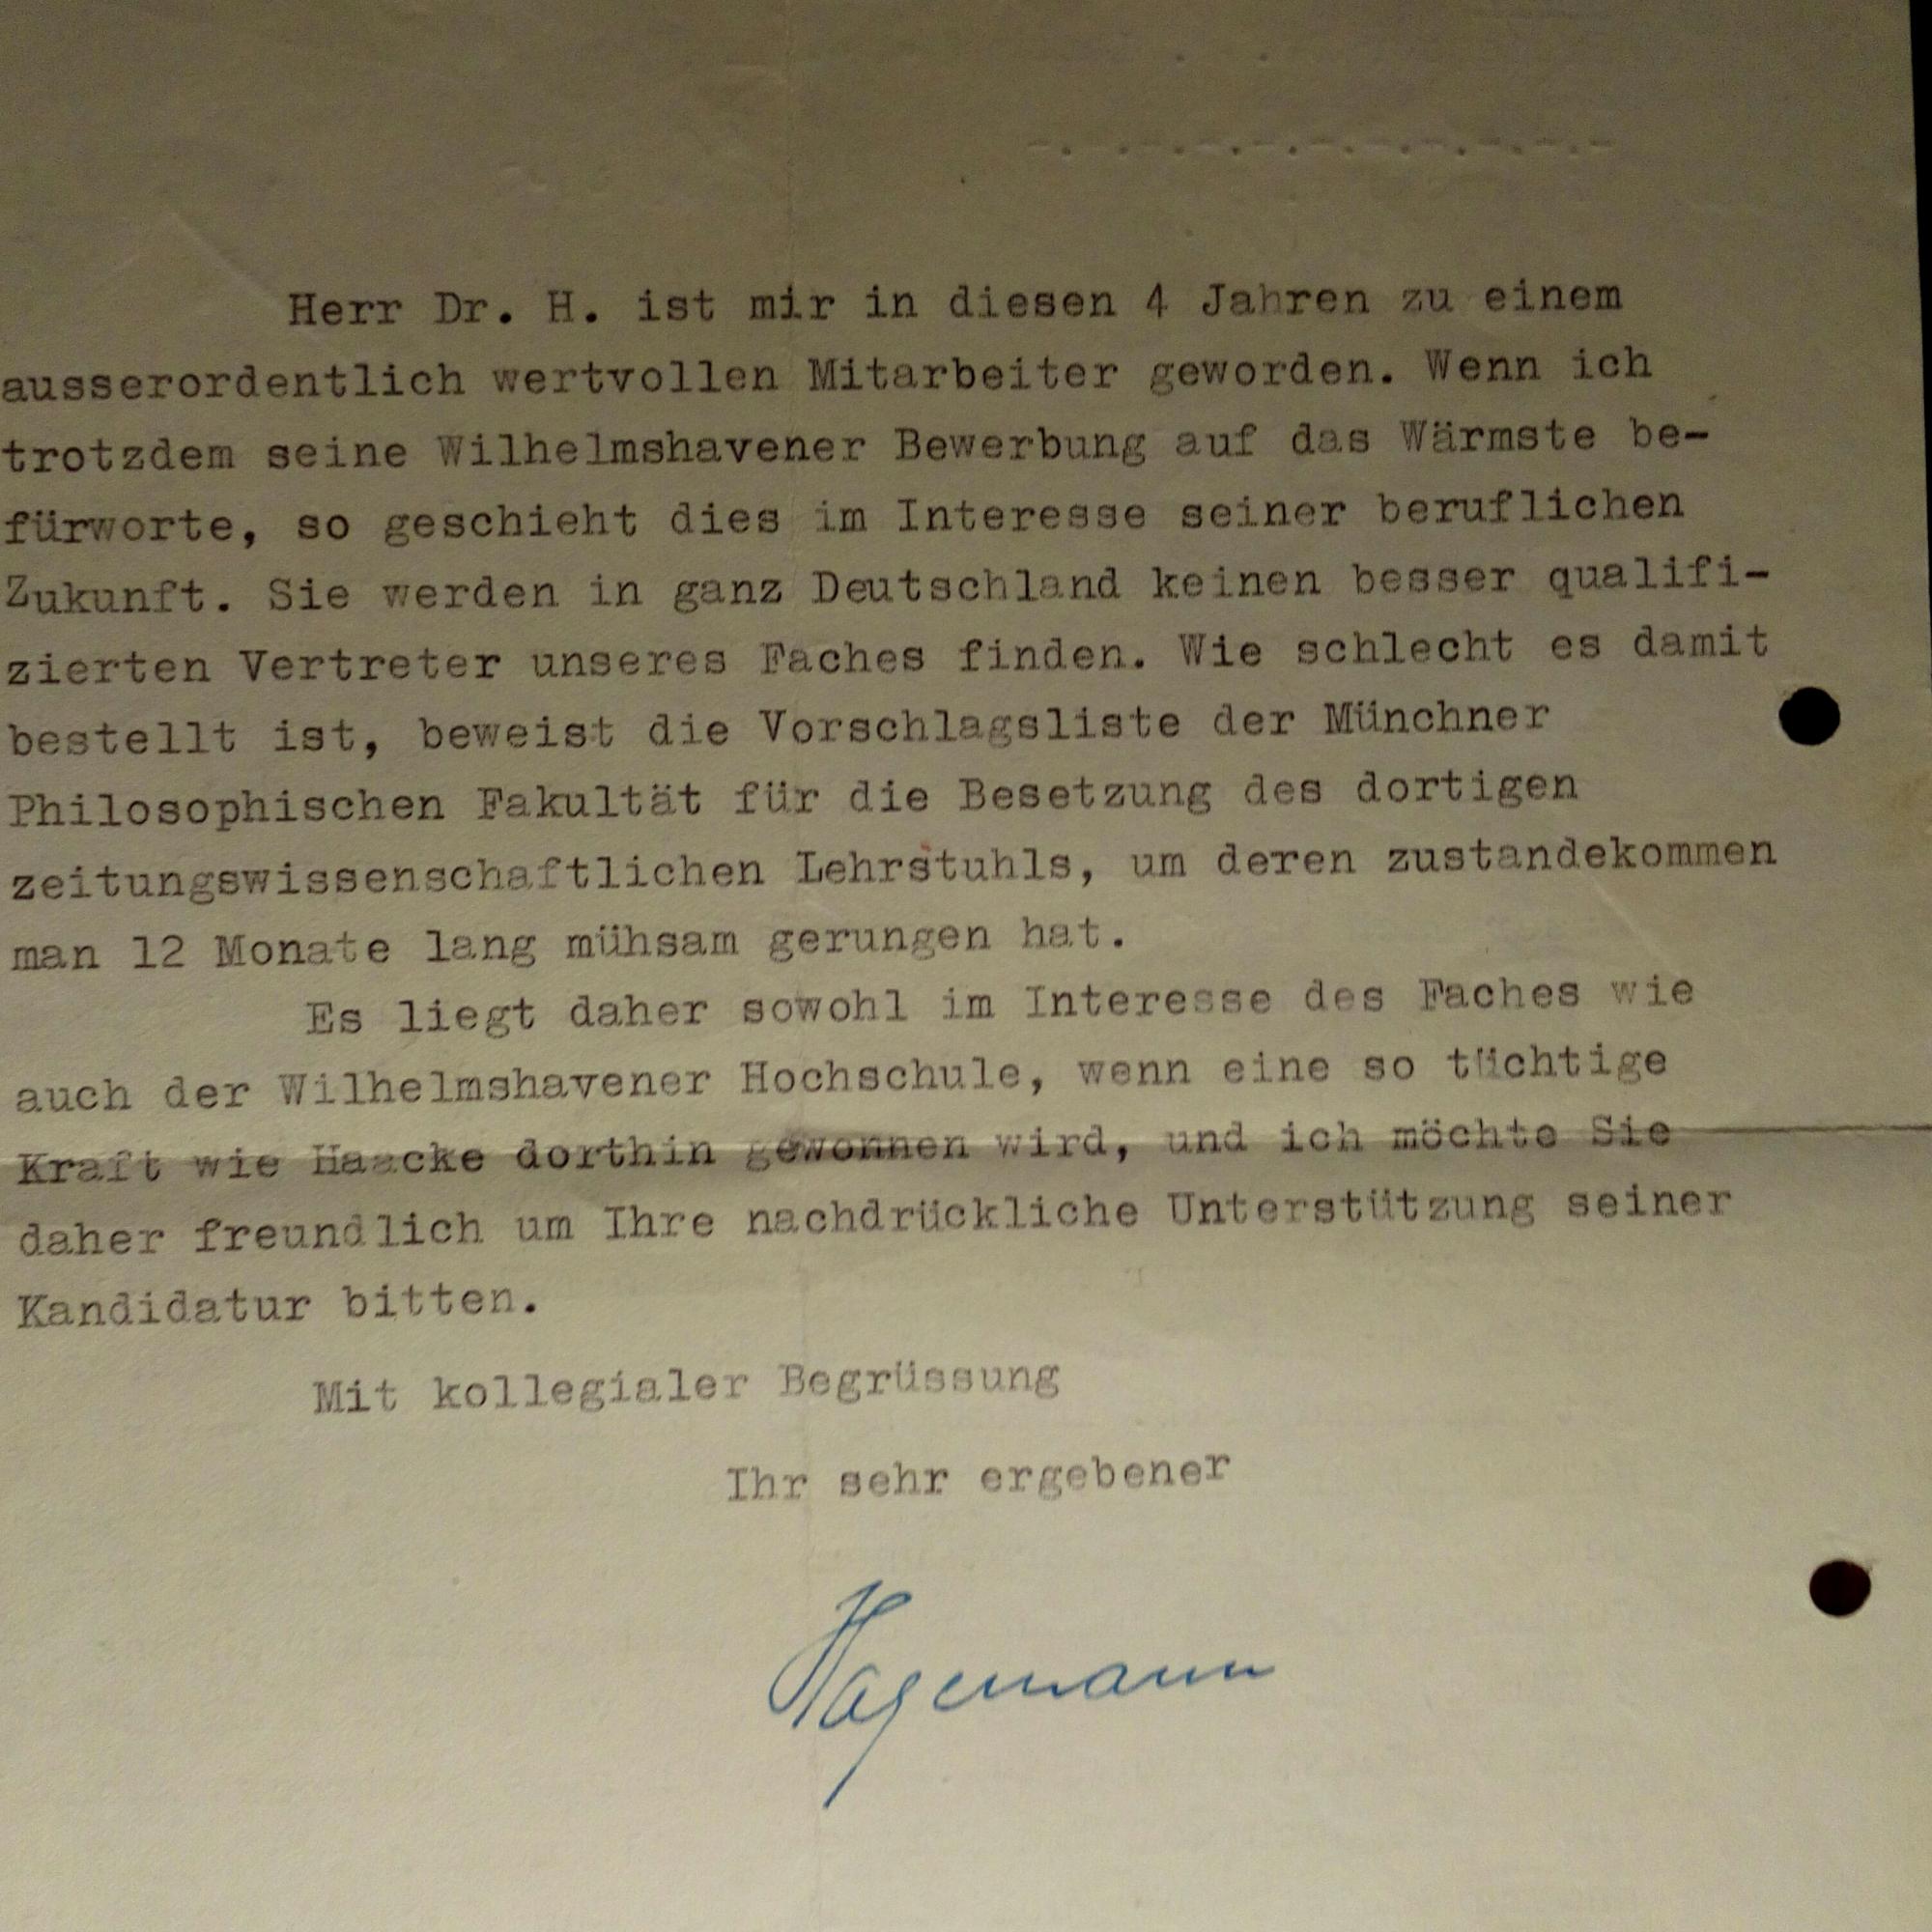 Herr Dr. H. ist mir in diesen 4 Jahren zu einem
ausserordentlich wertvollen Mitarbeiter geworden. Wenn ich
trotzdem seine Wilhelmshavener Bewerbung auf das Wärmste be-
fürworte, so geschieht dies im Interesse seiner beruflichen
Zukunft. Sie werden in ganz Deutschland keinen besser qualifi-
zierten Vertreter unseres Faches finden. Wie schlecht es damit
bestellt ist, beweist die Vorschlagsliste der Münchner
Philosophischen Fakultät für die Besetzung des dortigen
zeitungswissenschaftlichen Lehrstuhls, um deren zustandekommen
man 12 Monate lang mühsam gerungen hat.
Es liegt daher sowohl im Interesse des Faches wie
auch der Wilhelmshavener Hochschule, wenn eine so tüchtige
Kraft wie Haacke dorthin gewonnen wird, und ich möchte Sie
daher freundlich um Ihre nachdrückliche Unterstützung seiner
Kandidatur bitten.
Mit kollegialer Begrüssung
Ihr sehr ergebener
Hagemann